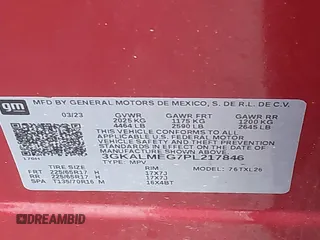 gm
MFD BY GENERAL MOTORS DE MEXICO, S. DE R.L. DE C.V.
03/23 GVWR GAWR FRT GAWR RR
2025 KG 1175 KG 1200 KG
4464 LB 2590 LB 2645 LB
THIS VEHICLE CONFORMS TO ALL APPLICABLE
U.S. FEDERAL MOTOR VEHICLE SAFETY
STANDARDS IN EFFECT ON THE DATE OF
MANUFACTURE SHOWN ABOVE.
3GKALMEG7PL217846
TYPE: MPV MODEL: 76TXL26
TIRE SIZE RIM
FRT 225/65R17 H 17X7J
RR 225/65R17 H 17X7J
SPA T135/70R16 M 16X4BT
DREAMBID